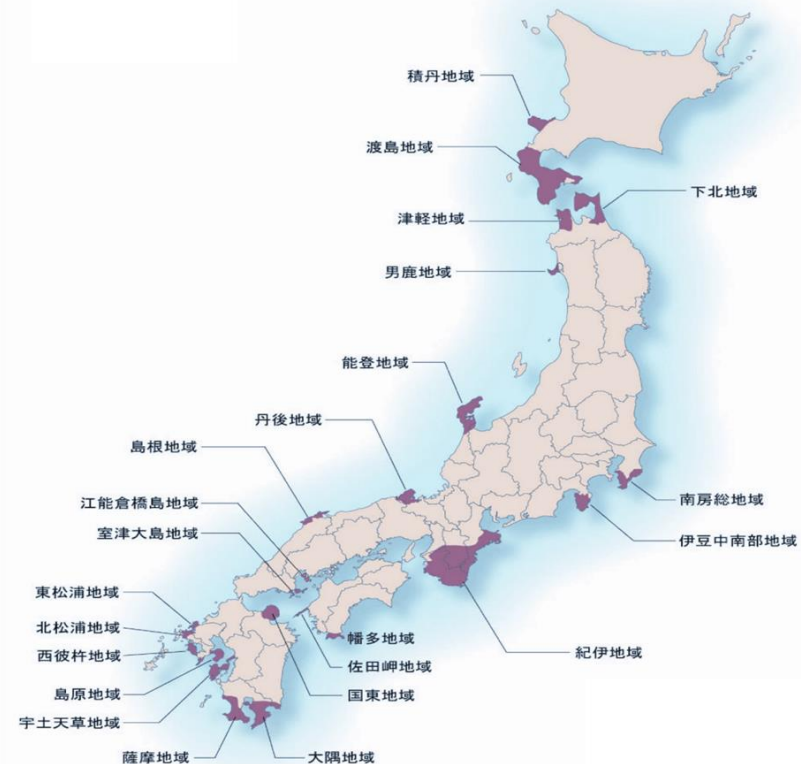 積丹地域
渡島地域
下北地域
津軽地域
男鹿地域
能登地域
丹後地域
島根地域
南房総地域
江能倉橋島地域
室津大島地域
伊豆中南部地域
東松浦地域
北松浦地域
幡多地域
西彼杵地域
紀伊地域
佐田岬地域
島原地域
国東地域
宇土天草地域
薩摩地域
大隅地域